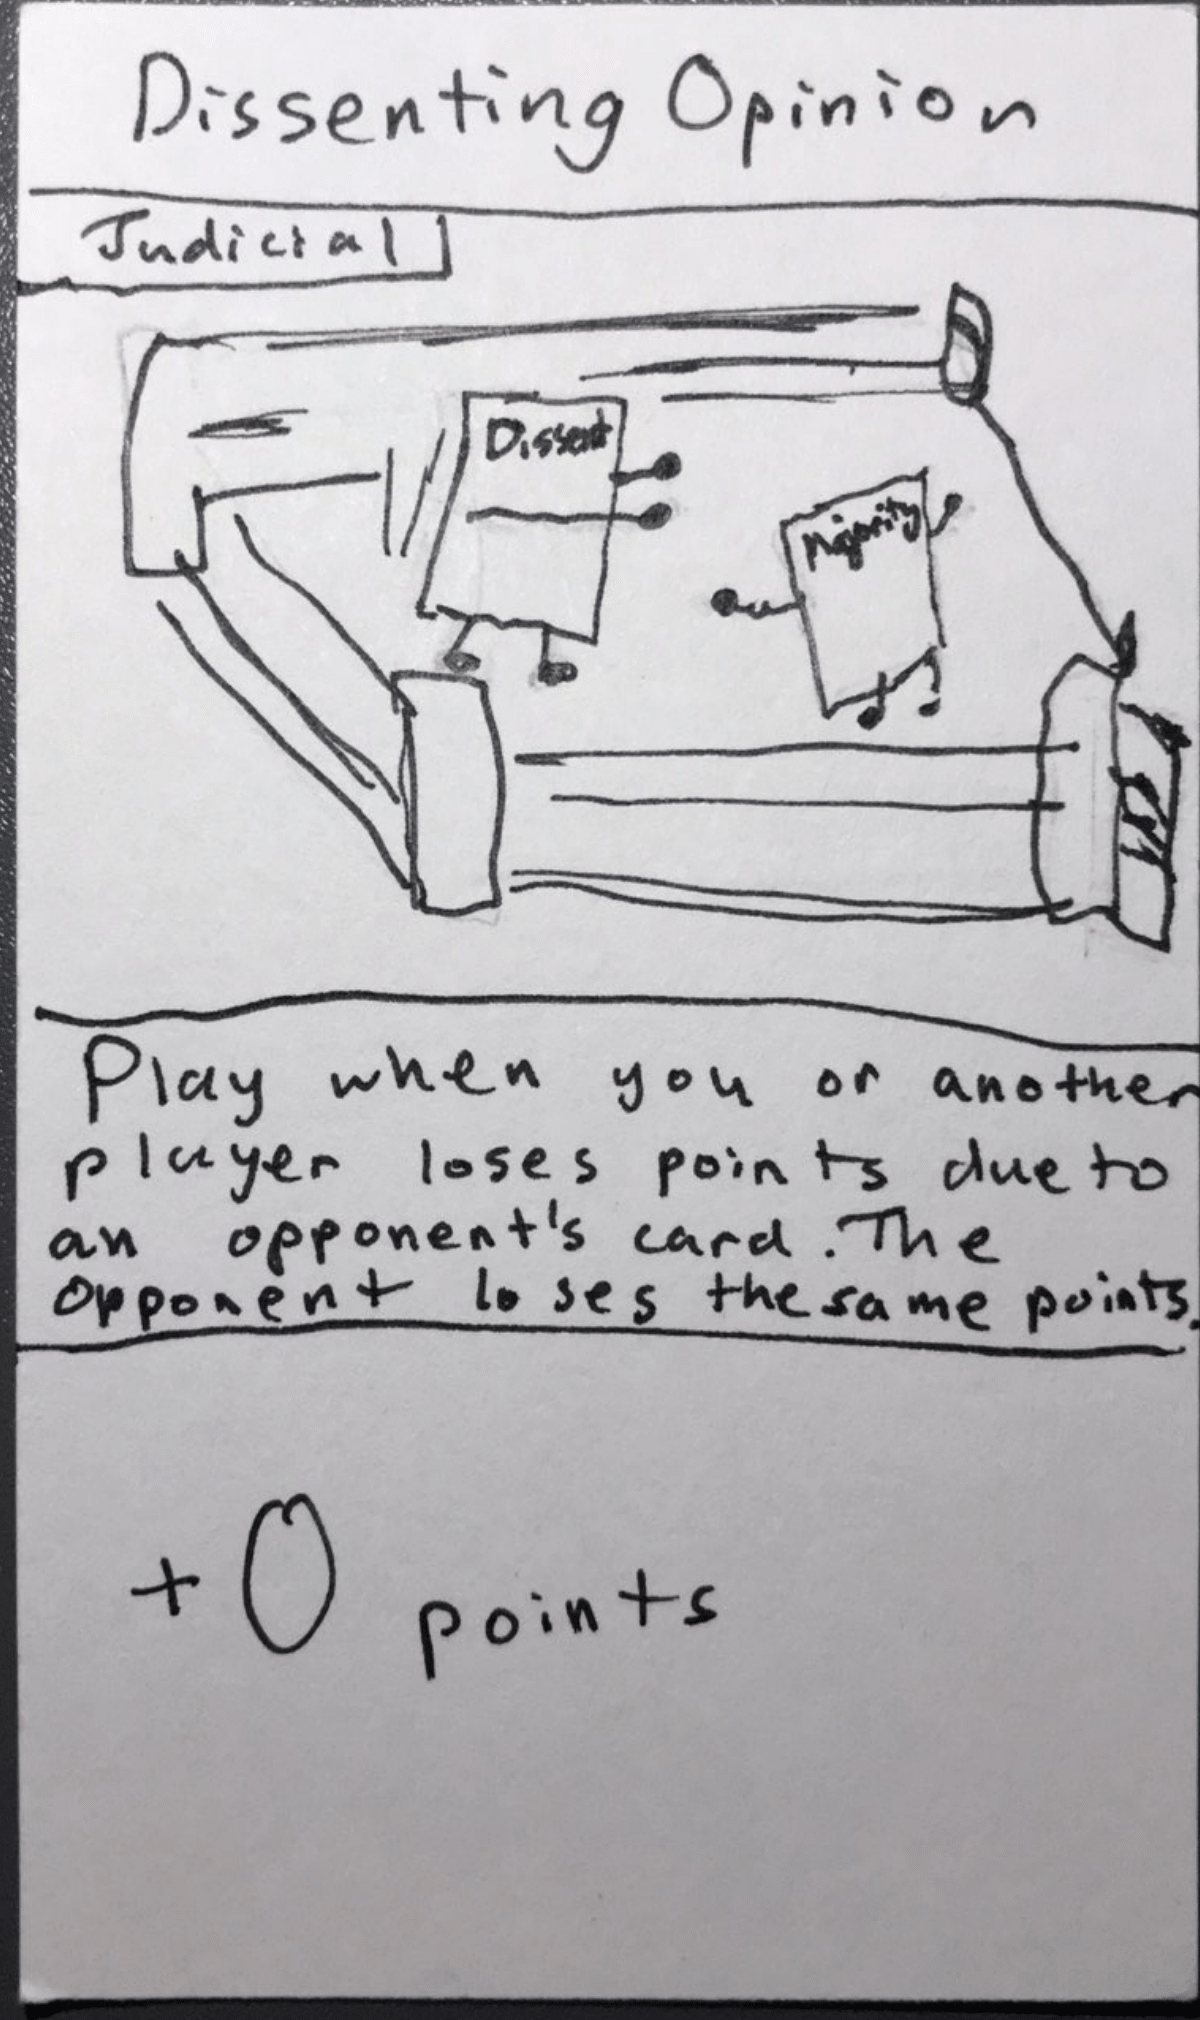 Dissenting Opinion
Judicial
Dissent
Majority
Play when you or another
player loses points due to
an opponent's card. The
opponent loses the same points.
+0 points